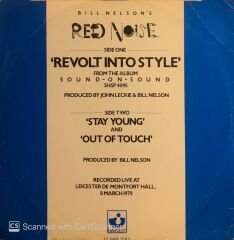 BILL NELSON'S
RED NOISE
SIDE ONE
'REVOLT INTO STYLE'
FROM THE ALBUM
SOUND-ON-SOUND
SHSP 4095
PRODUCED BY JOHN LECKIE & BILL NELSON
SIDE TWO
'STAY YOUNG'
AND
'OUT OF TOUCH'
PRODUCED BY BILL NELSON
RECORDED LIVE AT
LEICESTER DE MONTFORT HALL,
8 MARCH 1979
CS Scanned with CamScanner